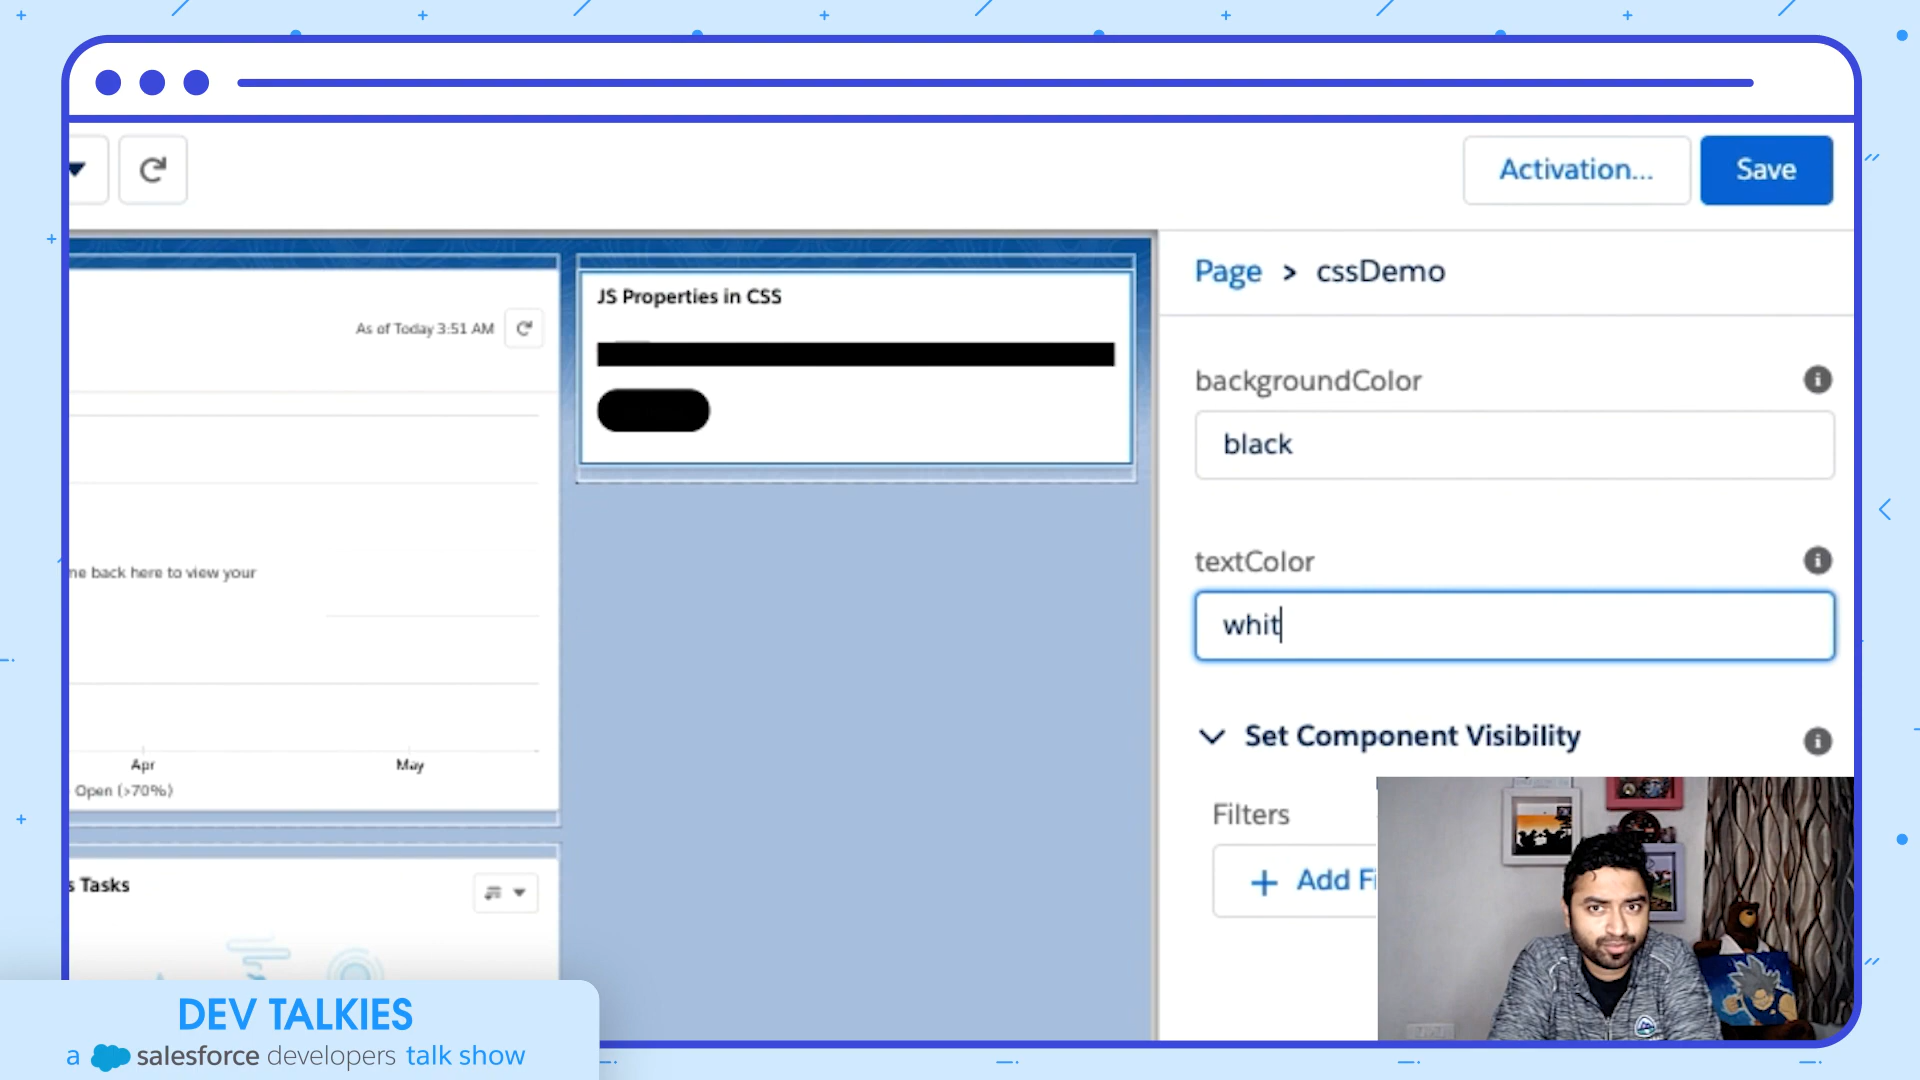 Activation...
Save
As of Today 3:51 AM
JS Properties in CSS
Page > cssDemo
backgroundColor
black
textColor
whit
me back here to view your
Set Component Visibility
Apr
May
Open (>70%)
Filters
+ Add Fi
s Tasks
DEV TALKIES
a salesforce developers talk show